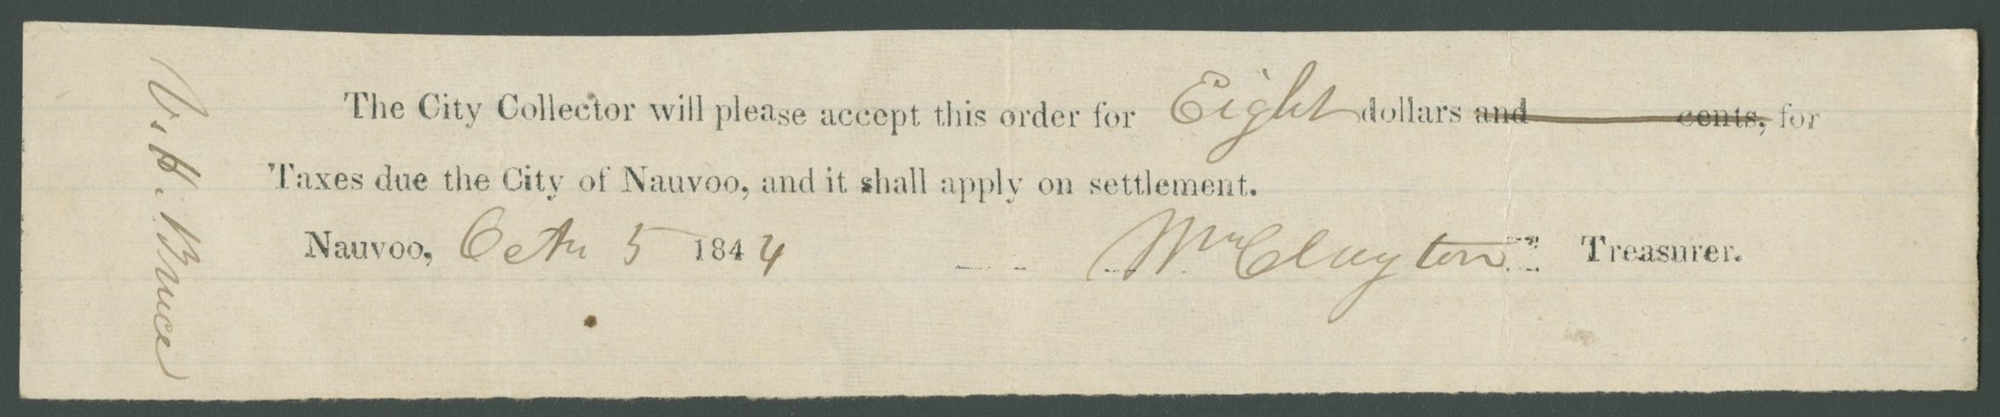 The City Collector will please accept this order for Eight dollars and cents, for
Taxes due the City of Nauvoo, and it shall apply on settlement.
Nauvoo, 5 1844 Wm Clayton Treasurer.
Bruce